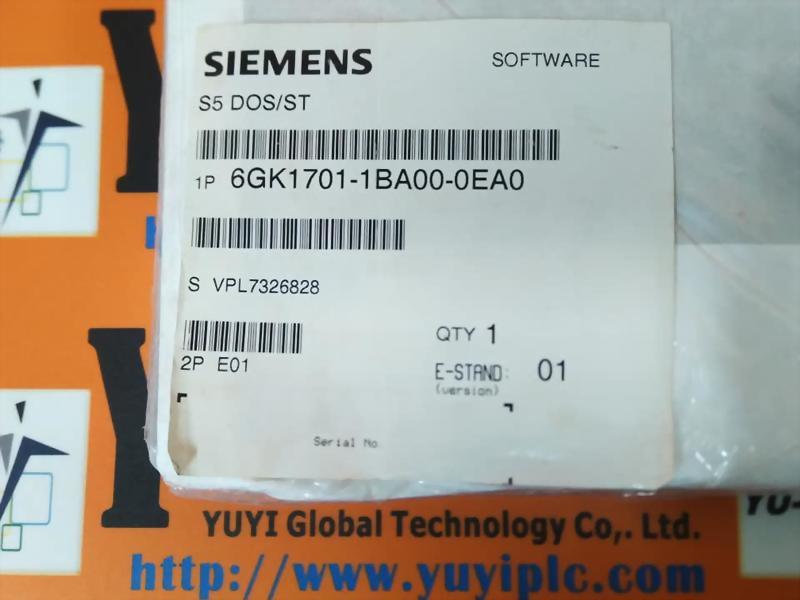 SIEMENS SOFTWARE
S5 DOS/ST
1P 6GK1701-1BA00-0EA0
S VPL7326828
2P E01
QTY 1
E-STAND: 01
(version)
Serial No
YUYI Global Technology Co,. Ltd.
http://www.yuyiplc.com